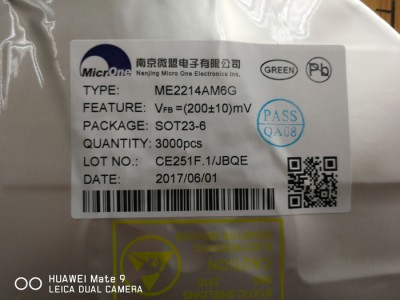 MicrOne
南京微盟电子有限公司
Nanjing Micro One Electronics Inc.
GREEN
Pb
TYPE: ME2214AM6G
FEATURE: VFB =(200±10)mV
PACKAGE: SOT23-6
QUANTITY: 3000pcs
LOT NO.: CE251F.1/JBQE
DATE: 2017/06/01
PASS
QA08
HUAWEI Mate 9
LEICA DUAL CAMERA